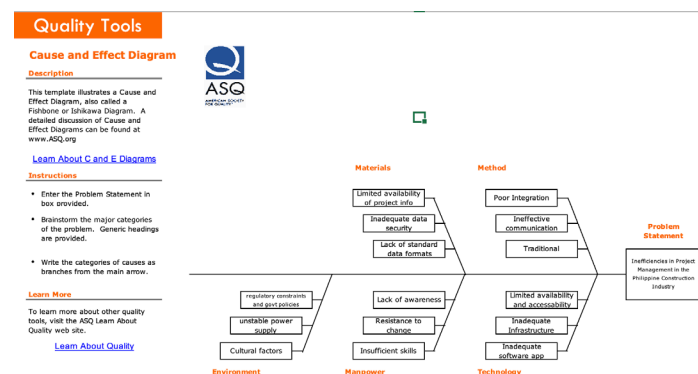 Quality Tools
Cause and Effect Diagram
Description
This template illustrates a Cause and
Effect Diagram, also called a
Fishbone or Ishikawa Diagram. A
detailed discussion of Cause and
Effect Diagrams can be found at
www.ASQ.org
Learn About C and E Diagrams
Instructions
• Enter the Problem Statement in
box provided.
• Brainstorm the major categories
of the problem. Generic headings
are provided.
• Write the categories of causes as
branches from the main arrow.
Learn More
To learn more about other quality
tools, visit the ASQ Learn About
Quality web site.
Learn About Quality
ASQ
AMERICAN SOCIETY
FOR QUALITY
Materials
Limited availability
of project info
Inadequate data
security
Lack of standard
data formats
Method
Poor Integration
Ineffective
communication
Traditional
Problem
Statement
Inefficiencies in Project
Management in the
Philippine Construction
Industry
regulatory constraints
and govt policies
unstable power
supply
Cultural factors
Environment
Lack of awareness
Resistance to
change
Insufficient skills
Manpower
Limited availability
and accessability
Inadequate
Infrastructure
Inadequate
software app
Technology